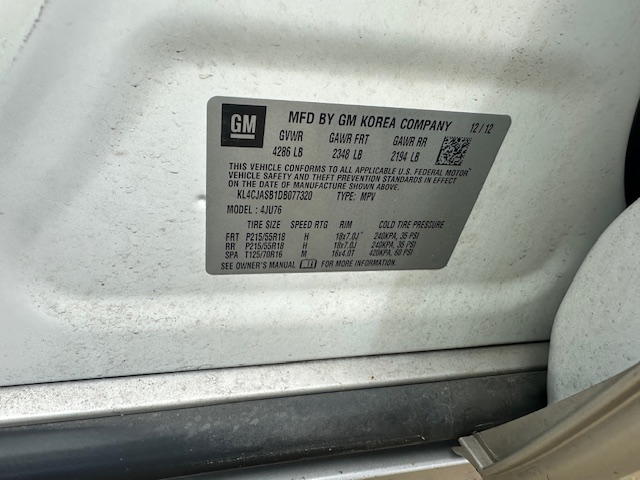 GM MFD BY GM KOREA COMPANY 12/12
GVWR GAWR FRT GAWR RR
4286 LB 2348 LB 2194 LB
THIS VEHICLE CONFORMS TO ALL APPLICABLE U.S. FEDERAL MOTOR
VEHICLE SAFETY AND THEFT PREVENTION STANDARDS IN EFFECT ON
THE DATE OF MANUFACTURE SHOWN ABOVE.
KL4CJASB1DB077320 TYPE: MPV
MODEL : 4JU76
TIRE SIZE SPEED RTG RIM COLD TIRE PRESSURE
FRT P215/55R18 H 18x7.0J 240KPA, 35 PSI
RR P215/55R18 H 18x7.0J 240KPA, 35 PSI
SPA T125/70R16 M 16x4.0T 420KPA, 60 PSI
SEE OWNER'S MANUAL FOR MORE INFORMATION.